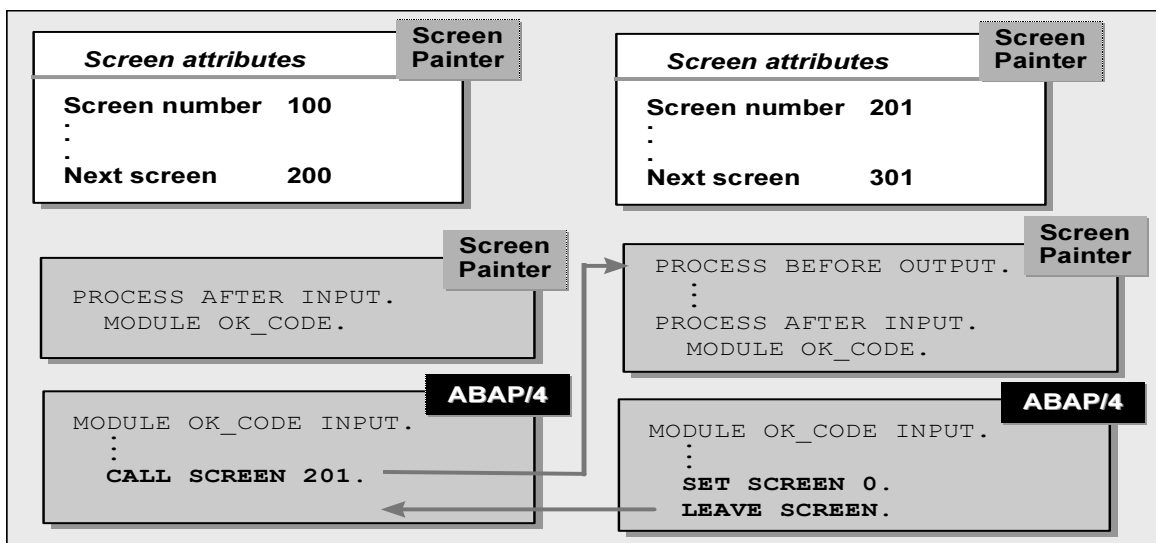 Screen attributes
Screen
Painter
Screen number 100
.
.
.
Next screen 200
Screen attributes
Screen
Painter
Screen number 201
.
.
.
Next screen 301
Screen
Painter
PROCESS AFTER INPUT.
MODULE OK_CODE.
Screen
Painter
PROCESS BEFORE OUTPUT.
:
PROCESS AFTER INPUT.
MODULE OK_CODE.
ABAP/4
MODULE OK_CODE INPUT.
:
CALL SCREEN 201.
ABAP/4
MODULE OK_CODE INPUT.
:
SET SCREEN 0.
LEAVE SCREEN.